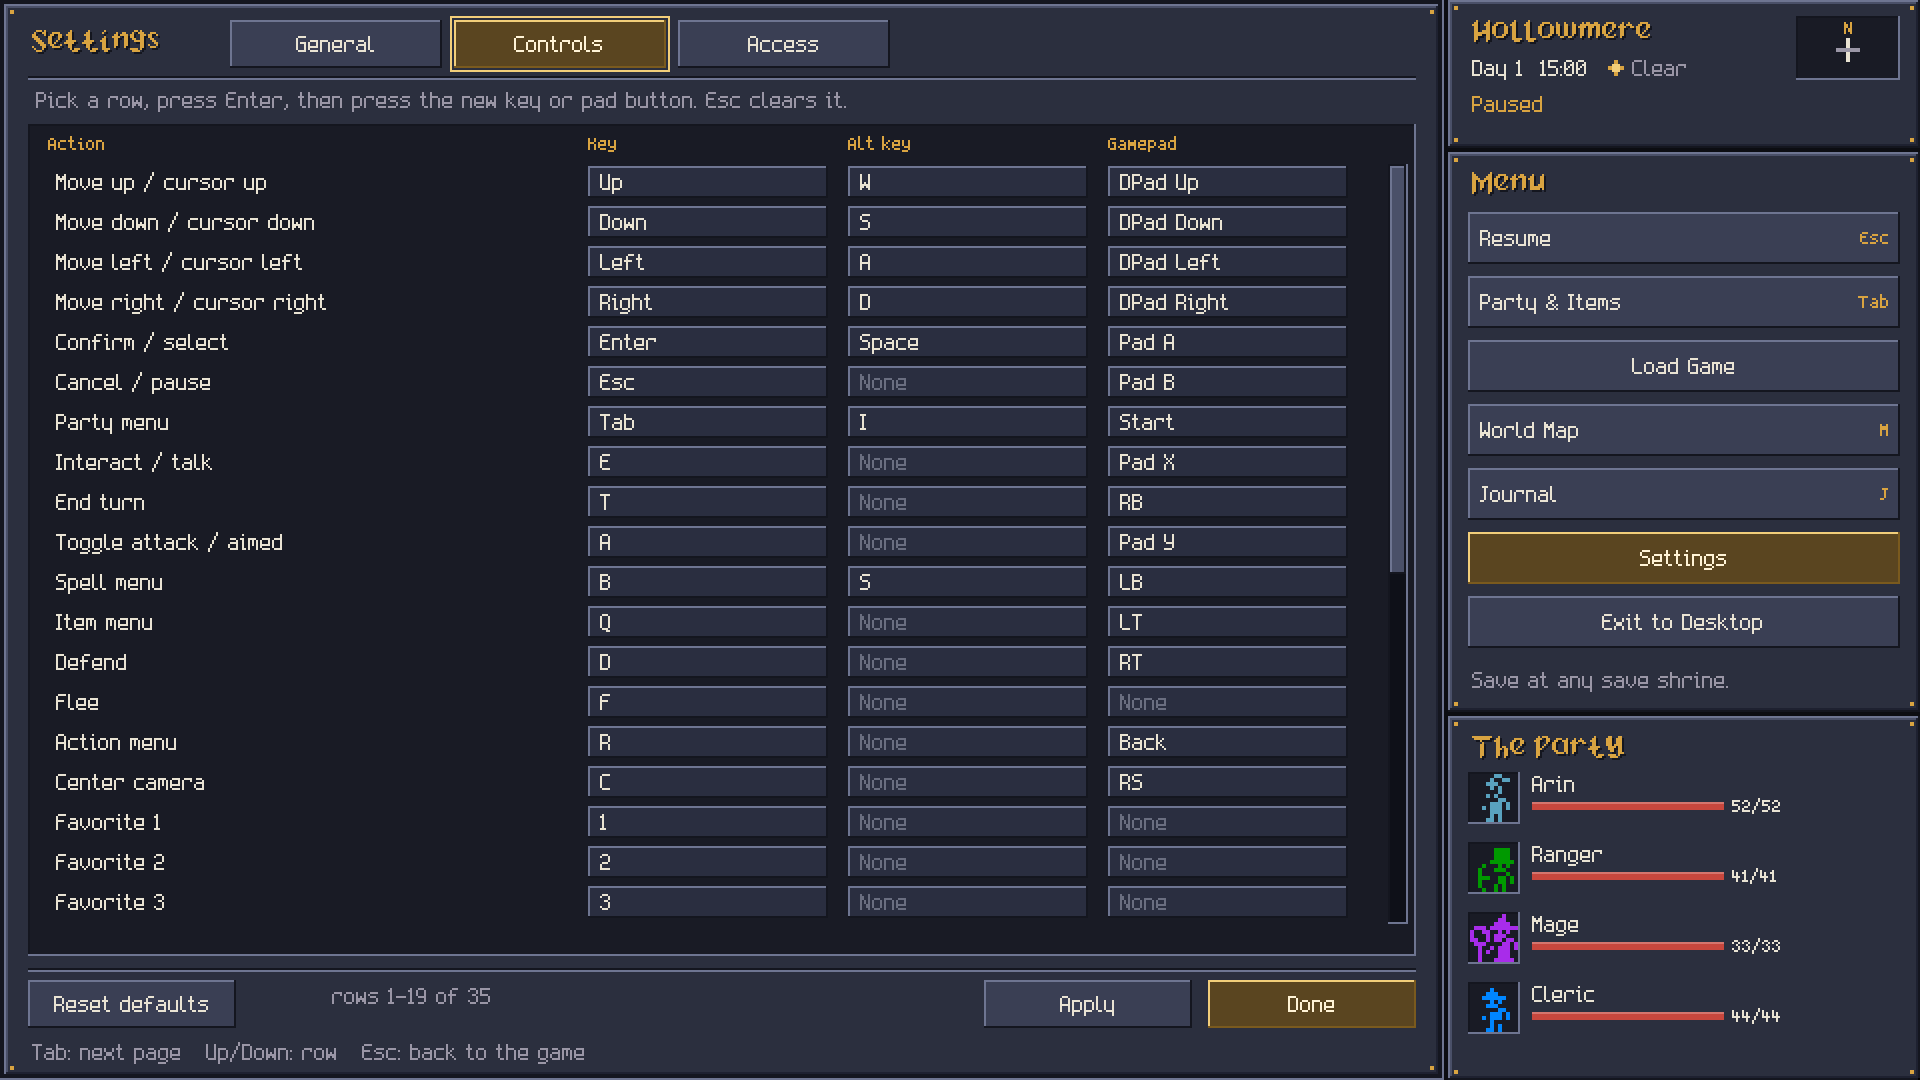 Settings General Controls Access
Pick a row, press Enter, then press the new key or pad button. Esc clears it.
Action Key Alt key Gamepad
Move up / cursor up Up W DPad Up
Move down / cursor down Down S DPad Down
Move left / cursor left Left A DPad Left
Move right / cursor right Right D DPad Right
Confirm / select Enter Space Pad A
Cancel / pause Esc None Pad B
Party menu Tab I Start
Interact / talk E None Pad X
End turn T None RB
Toggle attack / aimed A None Pad Y
Spell menu B S LB
Item menu Q None LT
Defend D None RT
Flee F None None
Action menu R None Back
Center camera C None RS
Favorite 1 1 None None
Favorite 2 2 None None
Favorite 3 3 None None
Reset defaults rows 1-19 of 35 Apply Done
Tab: next page Up/Down: row Esc: back to the game
Hollowmere N
Day 1 15:00 Clear
Paused
Menu
Resume Esc
Party & Items Tab
Load Game
World Map M
Journal J
Settings
Exit to Desktop
Save at any save shrine.
The Party
Arin
52/52
Ranger
41/41
Mage
33/33
Cleric
44/44